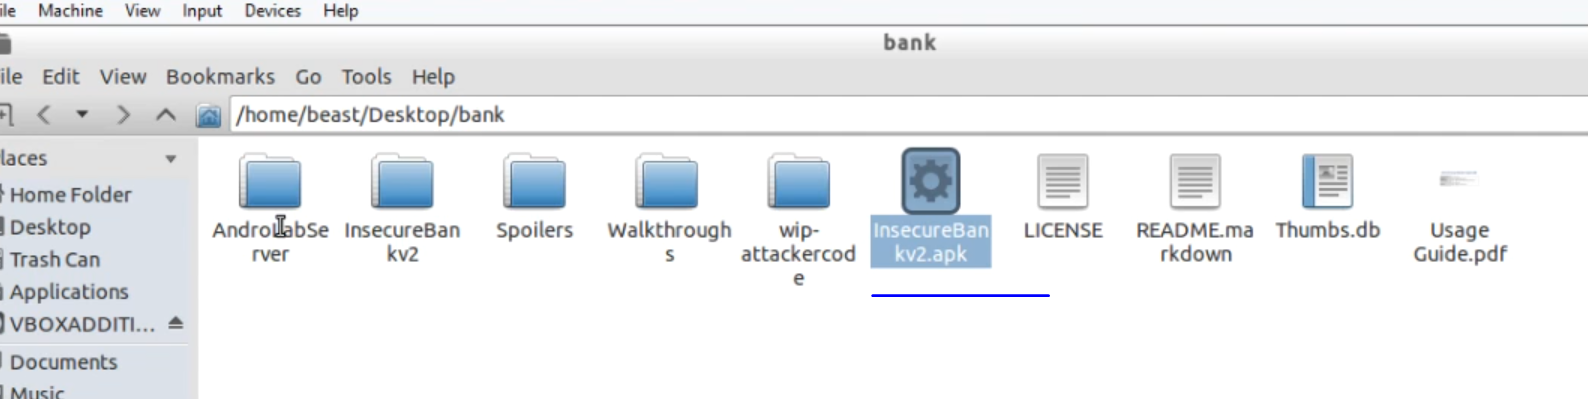 ile Machine View Input Devices Help
bank
ile Edit View Bookmarks Go Tools Help
/home/beast/Desktop/bank
laces
Home Folder
Desktop
Trash Can
Applications
VBOXADDITI...
Documents
Music
AndroLabSe
rver
InsecureBan
kv2
Spoilers
Walkthrough
s
wip-
attackercod
e
InsecureBan
kv2.apk
LICENSE
README.ma
rkdown
Thumbs.db
Usage
Guide.pdf